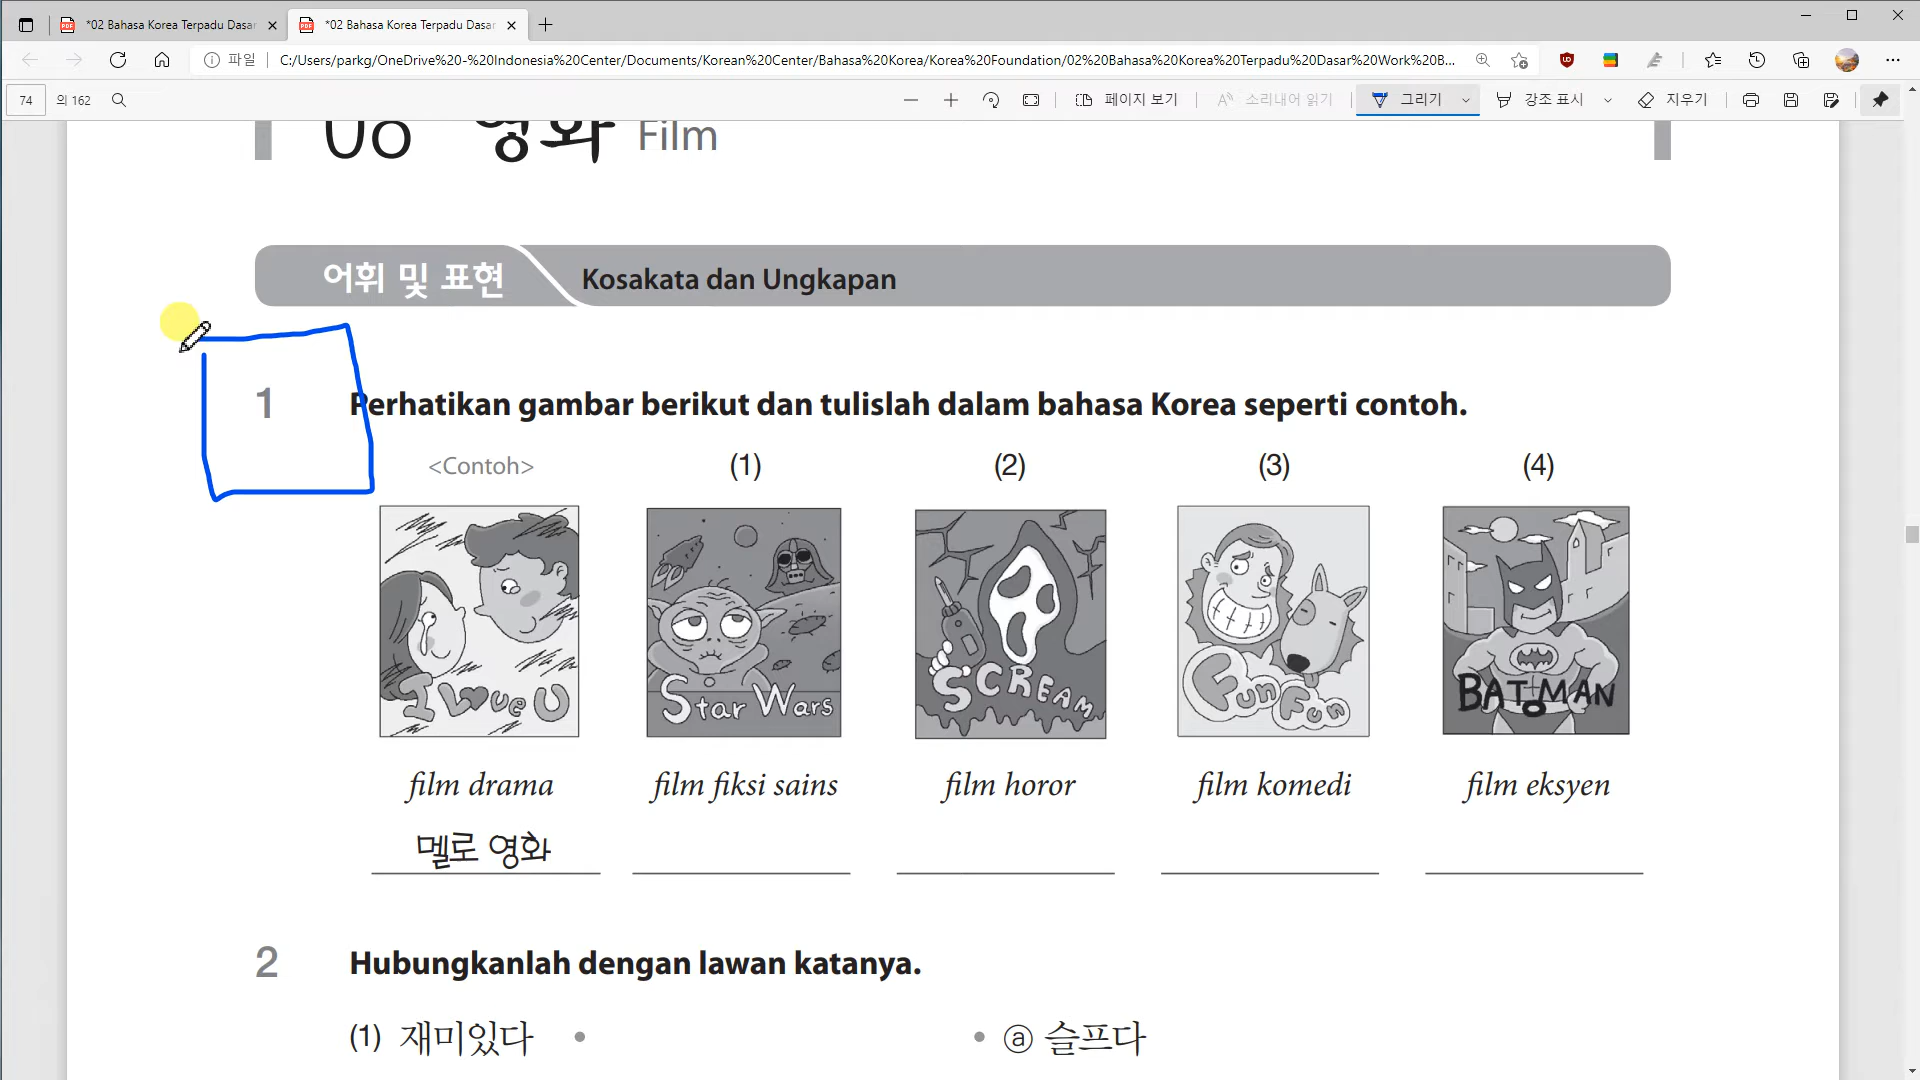 *02 Bahasa Korea Terpadu Dasar
*02 Bahasa Korea Terpadu Dasar
파일
C:/Users/parkg/OneDrive%20-%20Indonesia%20Center/Documents/Korean%20Center/Bahasa%20Korea/Korea%20Foundation/02%20Bahasa%20Korea%20Terpadu%20Dasar%20Work%20B...
74 의 162
페이지 보기
소리내어 읽기
그리기
강조 표시
지우기
08 영화 Film
어휘 및 표현 Kosakata dan Ungkapan
1 Perhatikan gambar berikut dan tulislah dalam bahasa Korea seperti contoh.
<Contoh> (1) (2) (3) (4)
I Love U
Star Wars
SCREAM
Fun Fun
BATMAN
film drama film fiksi sains film horor film komedi film eksyen
멜로 영화
2 Hubungkanlah dengan lawan katanya.
(1) 재미있다 • • ⓐ 슬프다